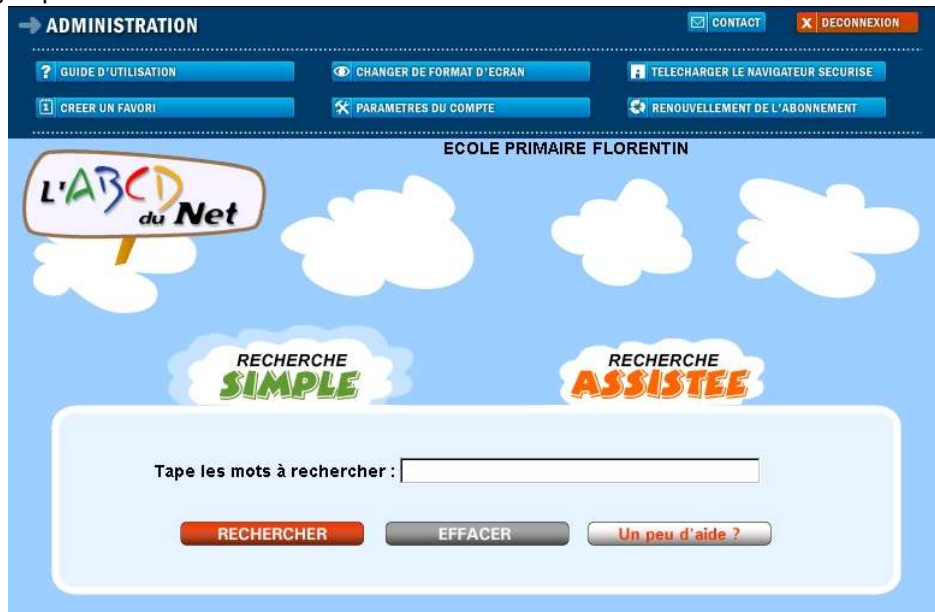 ADMINISTRATION
CONTACT
X DECONNEXION
? GUIDE D'UTILISATION
CHANGER DE FORMAT D'ECRAN
TELECHARGER LE NAVIGATEUR SECURISE
1 CREER UN FAVORI
PARAMETRES DU COMPTE
RENOUVELLEMENT DE L'ABONNEMENT
ECOLE PRIMAIRE FLORENTIN
L'ABCD
du Net
RECHERCHE
SIMPLE
RECHERCHE
ASSISTEE
Tape les mots à rechercher :
RECHERCHER
EFFACER
Un peu d'aide ?